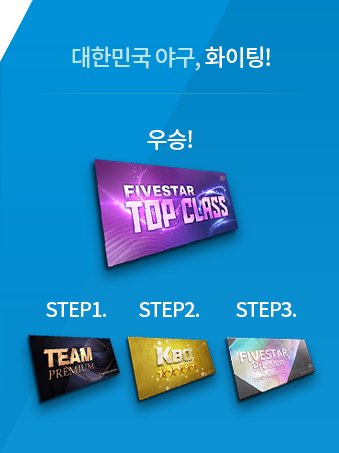 대한민국 야구, 화이팅!
우승!
FIVESTAR
TOP CLASS
STEP1. STEP2. STEP3.
TEAM
PREMIUM
KBO
FIVESTAR
Premium